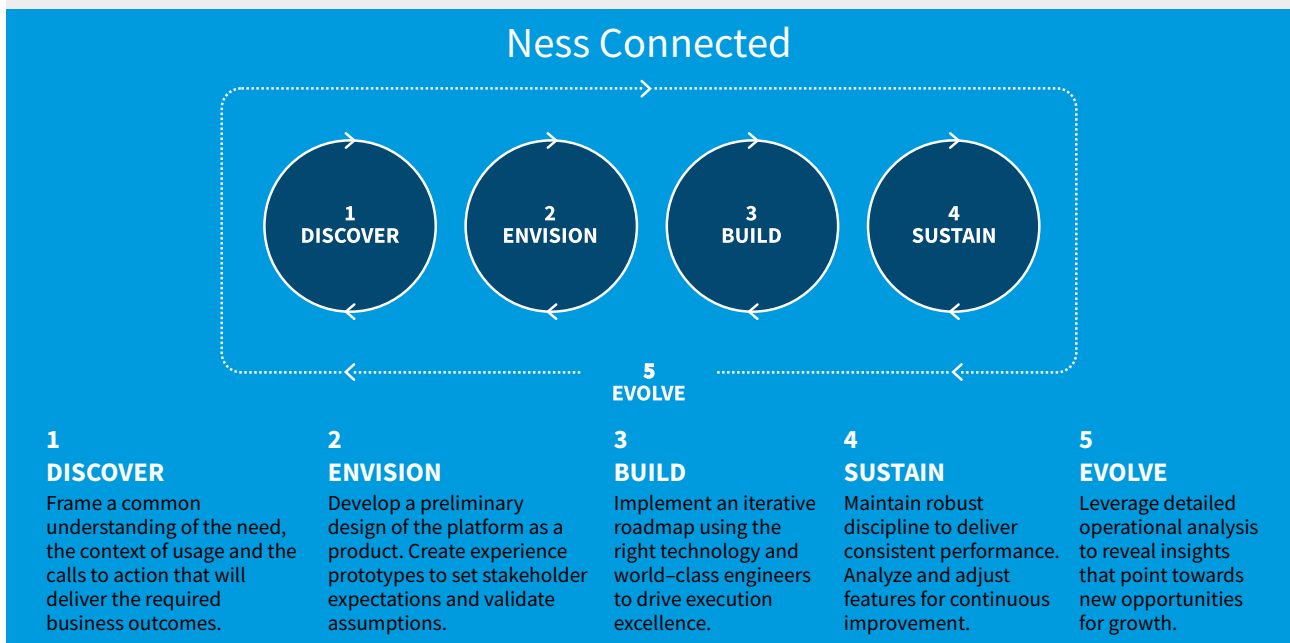 Ness Connected
1
DISCOVER
2
ENVISION
3
BUILD
4
SUSTAIN
5
EVOLVE
1
DISCOVER
Frame a common
understanding of the need,
the context of usage and the
calls to action that will
deliver the required
business outcomes.
2
ENVISION
Develop a preliminary
design of the platform as a
product. Create experience
prototypes to set stakeholder
expectations and validate
assumptions.
3
BUILD
Implement an iterative
roadmap using the
right technology and
world–class engineers
to drive execution
excellence.
4
SUSTAIN
Maintain robust
discipline to deliver
consistent performance.
Analyze and adjust
features for continuous
improvement.
5
EVOLVE
Leverage detailed
operational analysis
to reveal insights
that point towards
new opportunities
for growth.